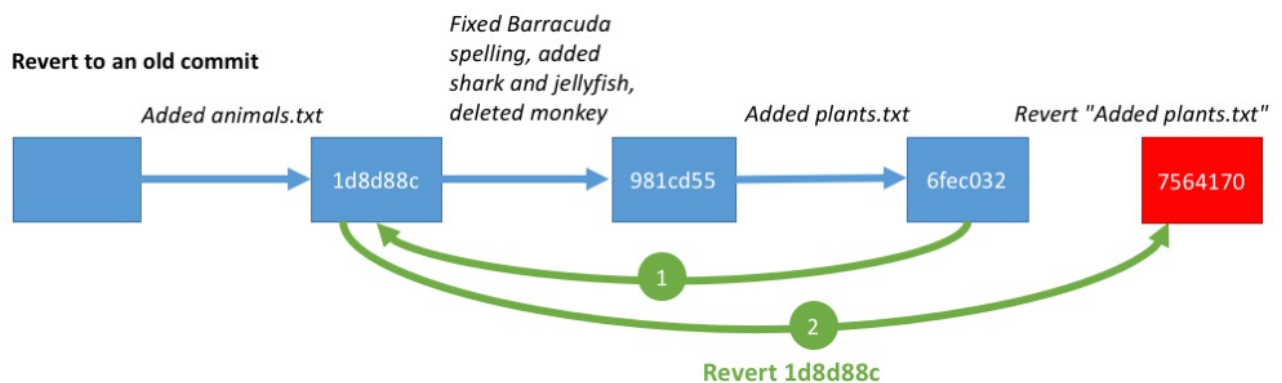 Revert to an old commit
Added animals.txt
Fixed Barracuda
spelling, added
shark and jellyfish,
deleted monkey
Added plants.txt
Revert "Added plants.txt"
1d8d88c
981cd55
6fec032
7564170
1
2
Revert 1d8d88c